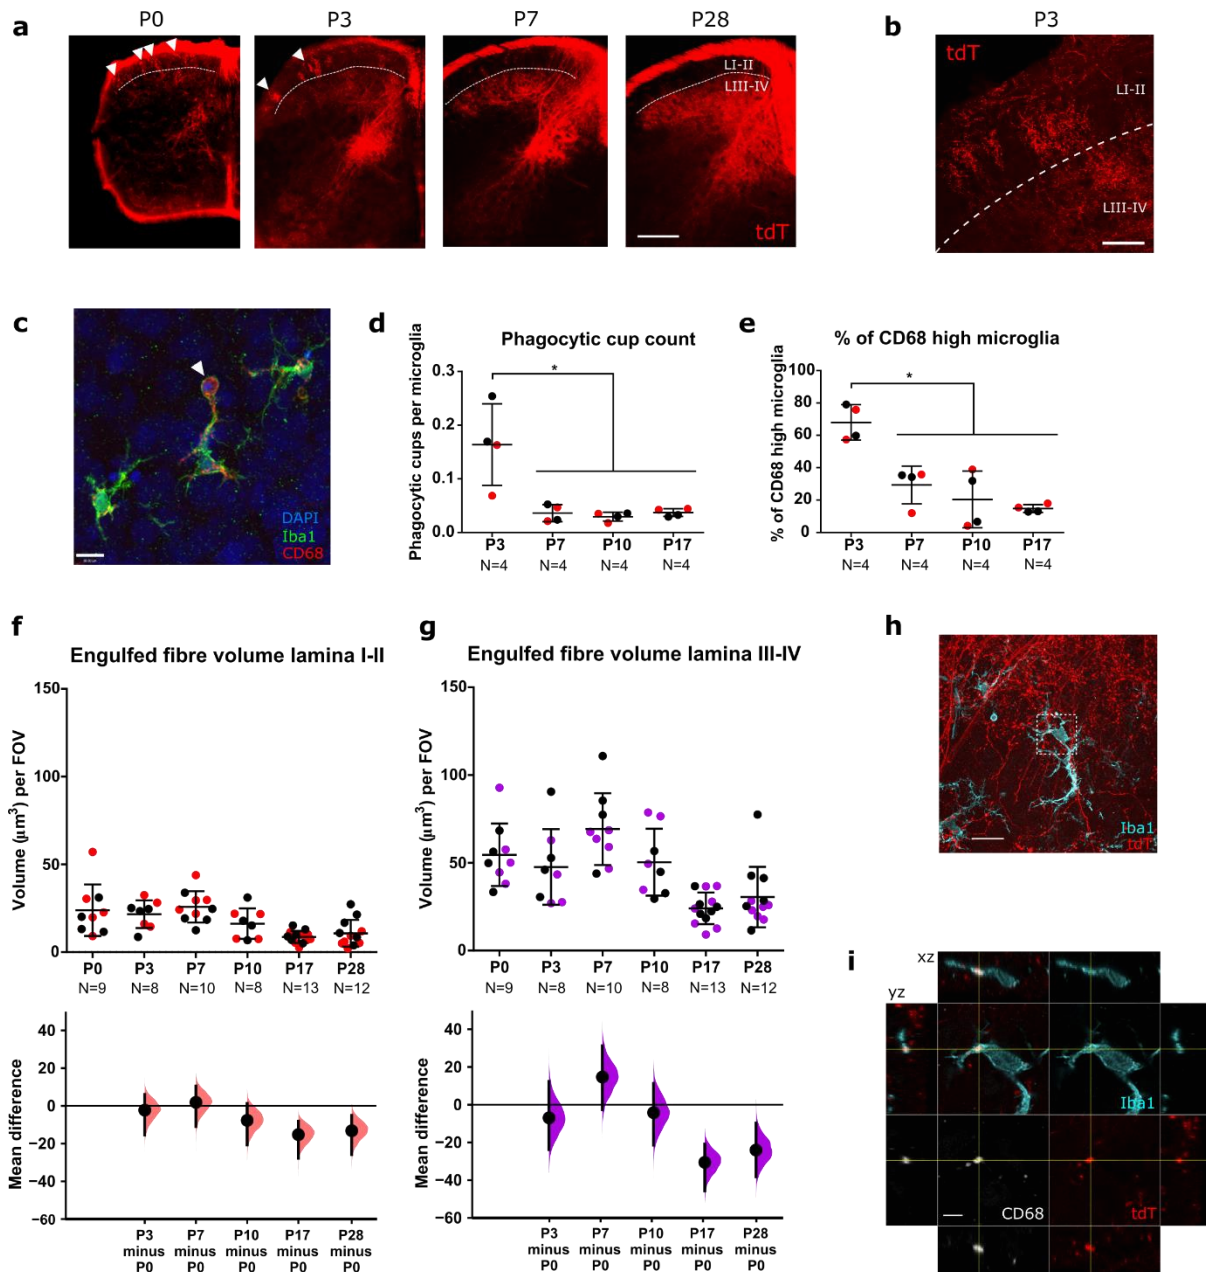 a
P0
P3
P7
P28
LI-II
LIII-IV
tdT
b
P3
tdT
LI-II
LIII-IV
c
DAPI
Iba1
CD68
d
Phagocytic cup count
Phagocytic cups per microglia
0.3
0.2
0.1
0.0
*
P3 P7 P10 P17
N=4 N=4 N=4 N=4
e
% of CD68 high microglia
% of CD68 high microglia
100
80
60
40
20
0
*
P3 P7 P10 P17
N=4 N=4 N=4 N=4
f
Engulfed fibre volume lamina I-II
Volume (μm³) per FOV
150
100
50
0
P0 P3 P7 P10 P17 P28
N=9 N=8 N=10 N=8 N=13 N=12
Mean difference
40
20
0
−20
−40
−60
P3 P7 P10 P17 P28
minus minus minus minus minus
P0 P0 P0 P0 P0
g
Engulfed fibre volume lamina III-IV
Volume (μm³) per FOV
150
100
50
0
P0 P3 P7 P10 P17 P28
N=9 N=8 N=10 N=8 N=13 N=12
Mean difference
40
20
0
−20
−40
−60
P3 P7 P10 P17 P28
minus minus minus minus minus
P0 P0 P0 P0 P0
h
Iba1
tdT
i
xz
yz
Iba1
CD68
tdT